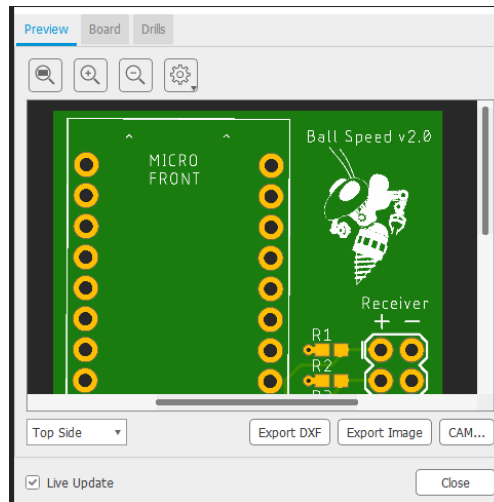 Preview Board Drills
Ball Speed v2.0
MICRO
FRONT
Receiver
+ −
R1
R2
Top Side
Export DXF Export Image CAM...
Live Update
Close